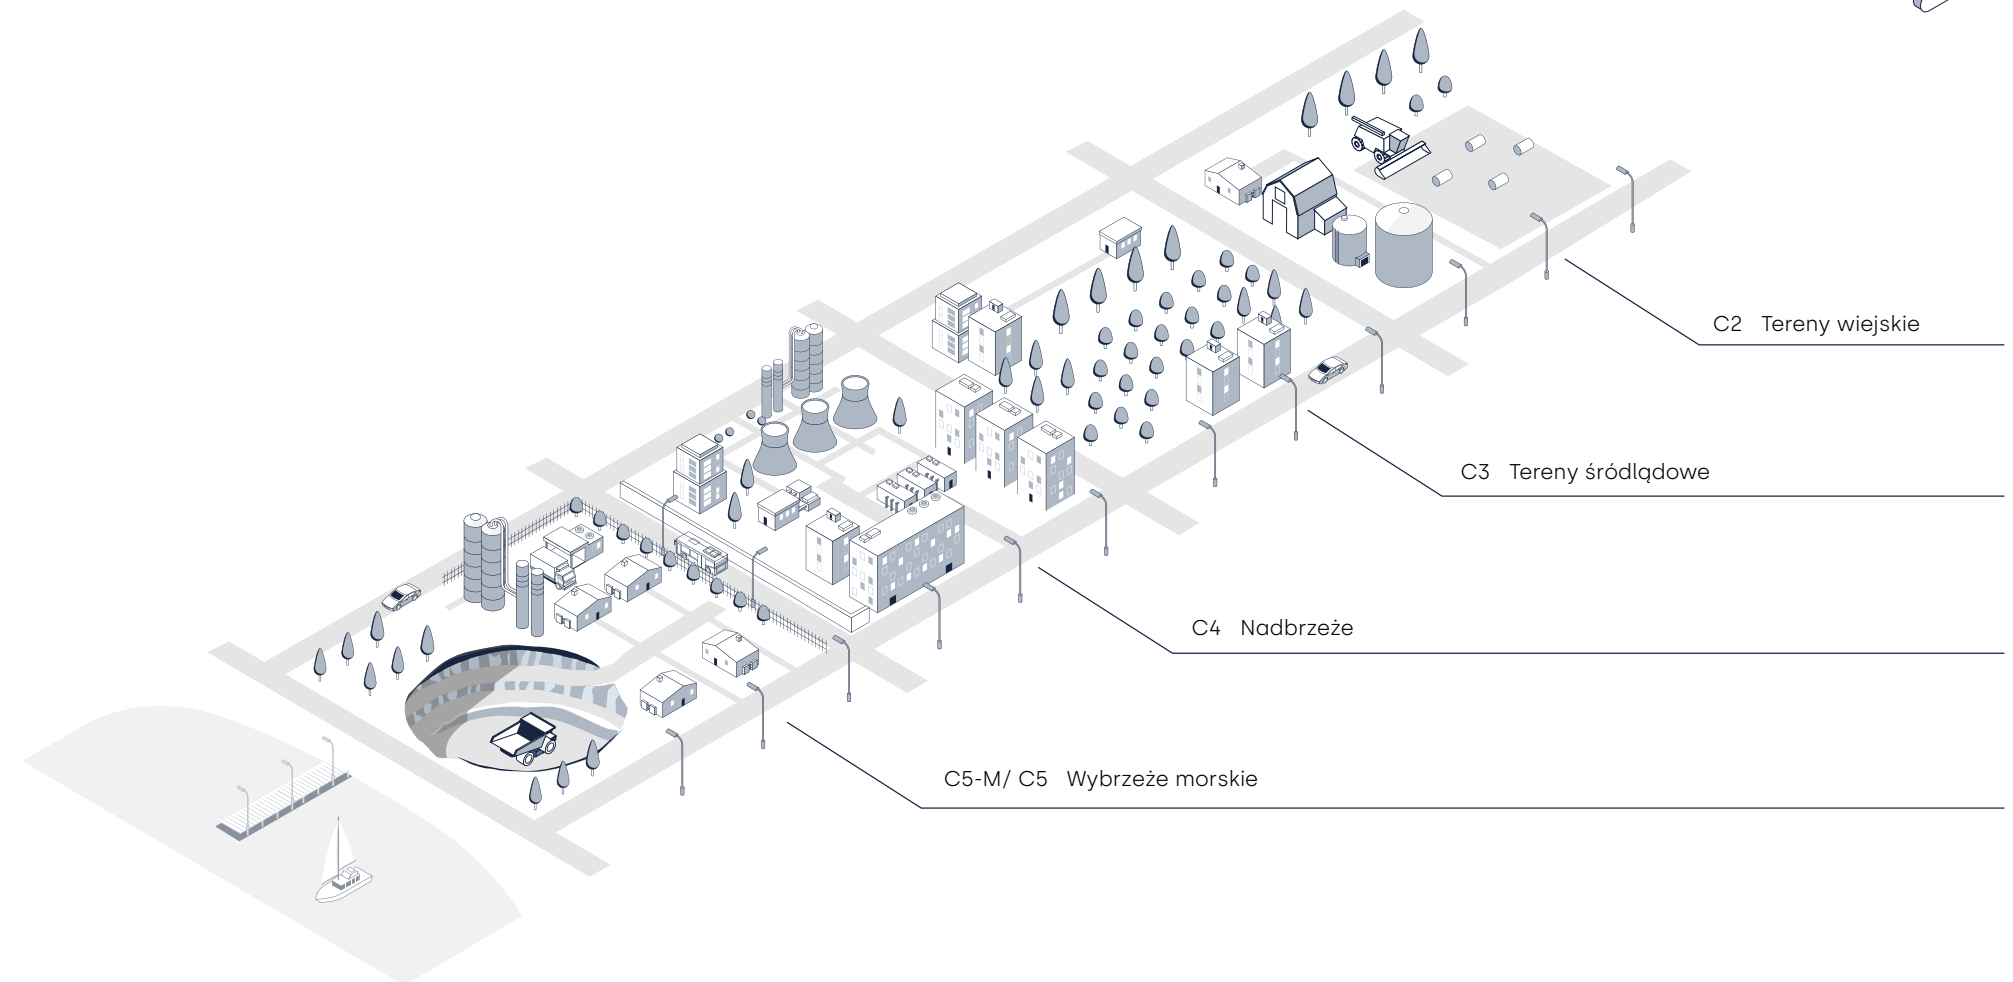 C2 Tereny wiejskie
C3 Tereny śródlądowe
C4 Nadbrzeże
C5-M/ C5 Wybrzeże morskie